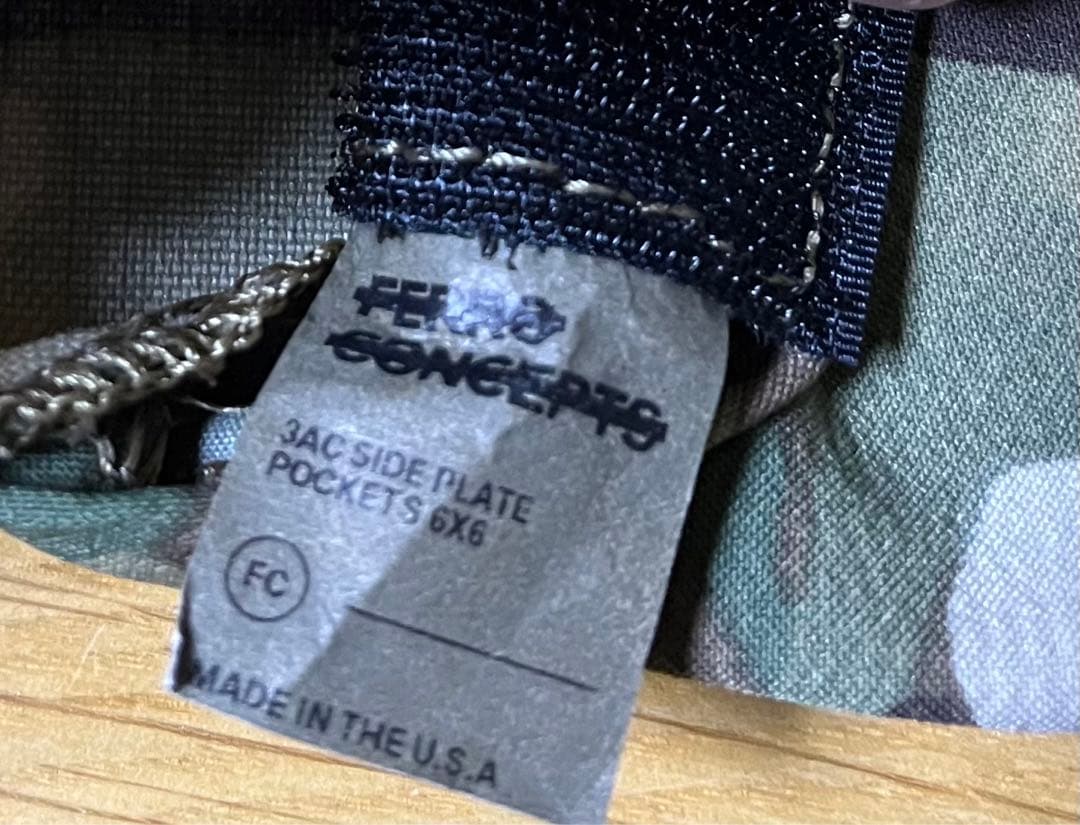 FERRO
CONCEPTS
3AC SIDE PLATE
POCKETS 6X6
FC
MADE IN THE U.S.A